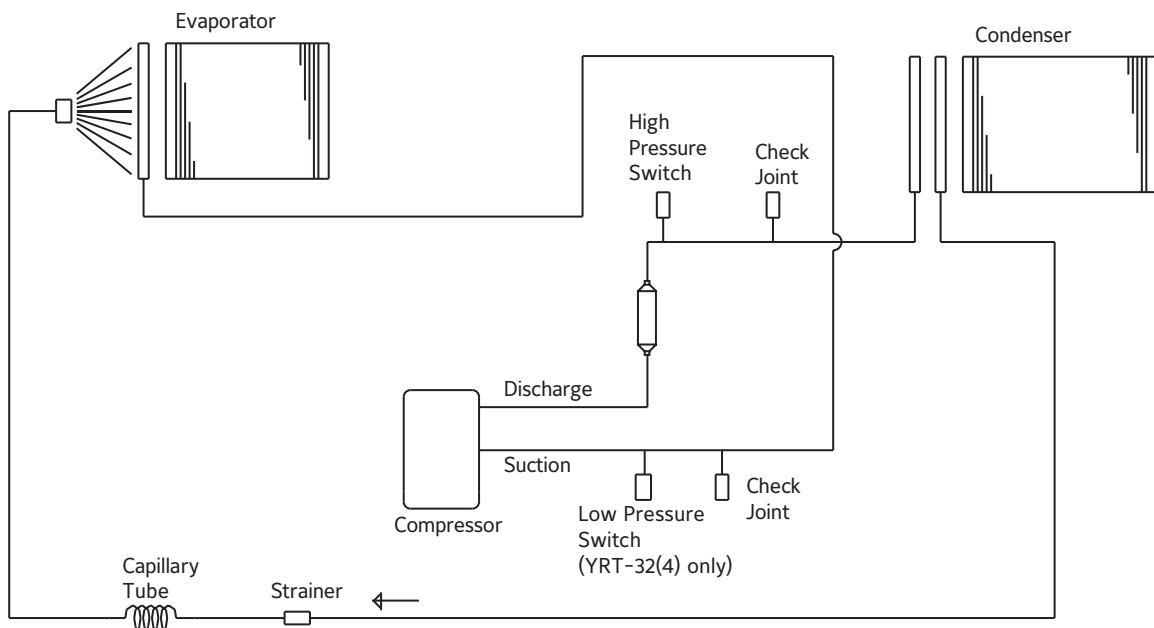 Evaporator
Condenser
High
Pressure
Switch
Check
Joint
Discharge
Suction
Compressor
Low Pressure
Switch
(YRT-32(4) only)
Check
Joint
Capillary
Tube
Strainer